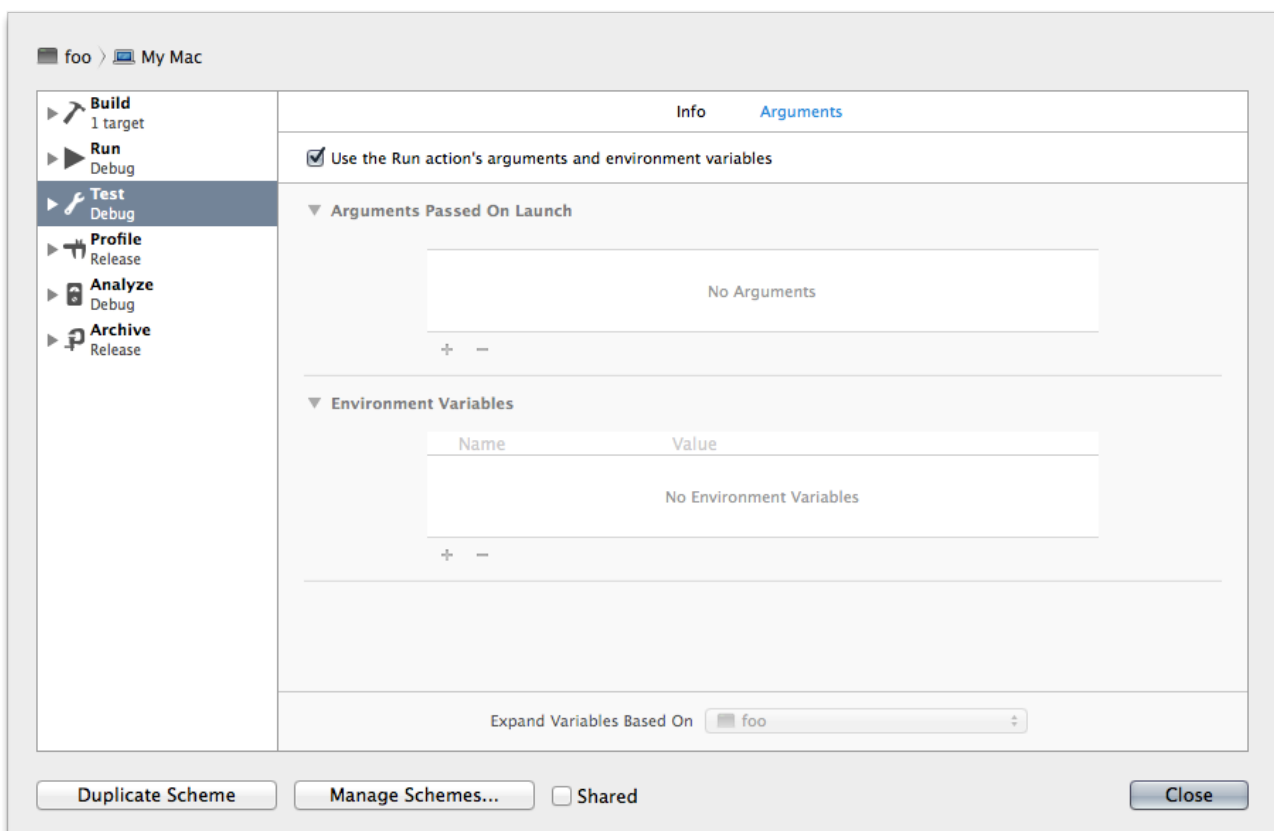 foo 〉 My Mac
Build
1 target
Run
Debug
Test
Debug
Profile
Release
Analyze
Debug
Archive
Release
Info Arguments
Use the Run action's arguments and environment variables
Arguments Passed On Launch
No Arguments
+ −
Environment Variables
Name Value
No Environment Variables
+ −
Expand Variables Based On foo
Duplicate Scheme Manage Schemes... Shared Close